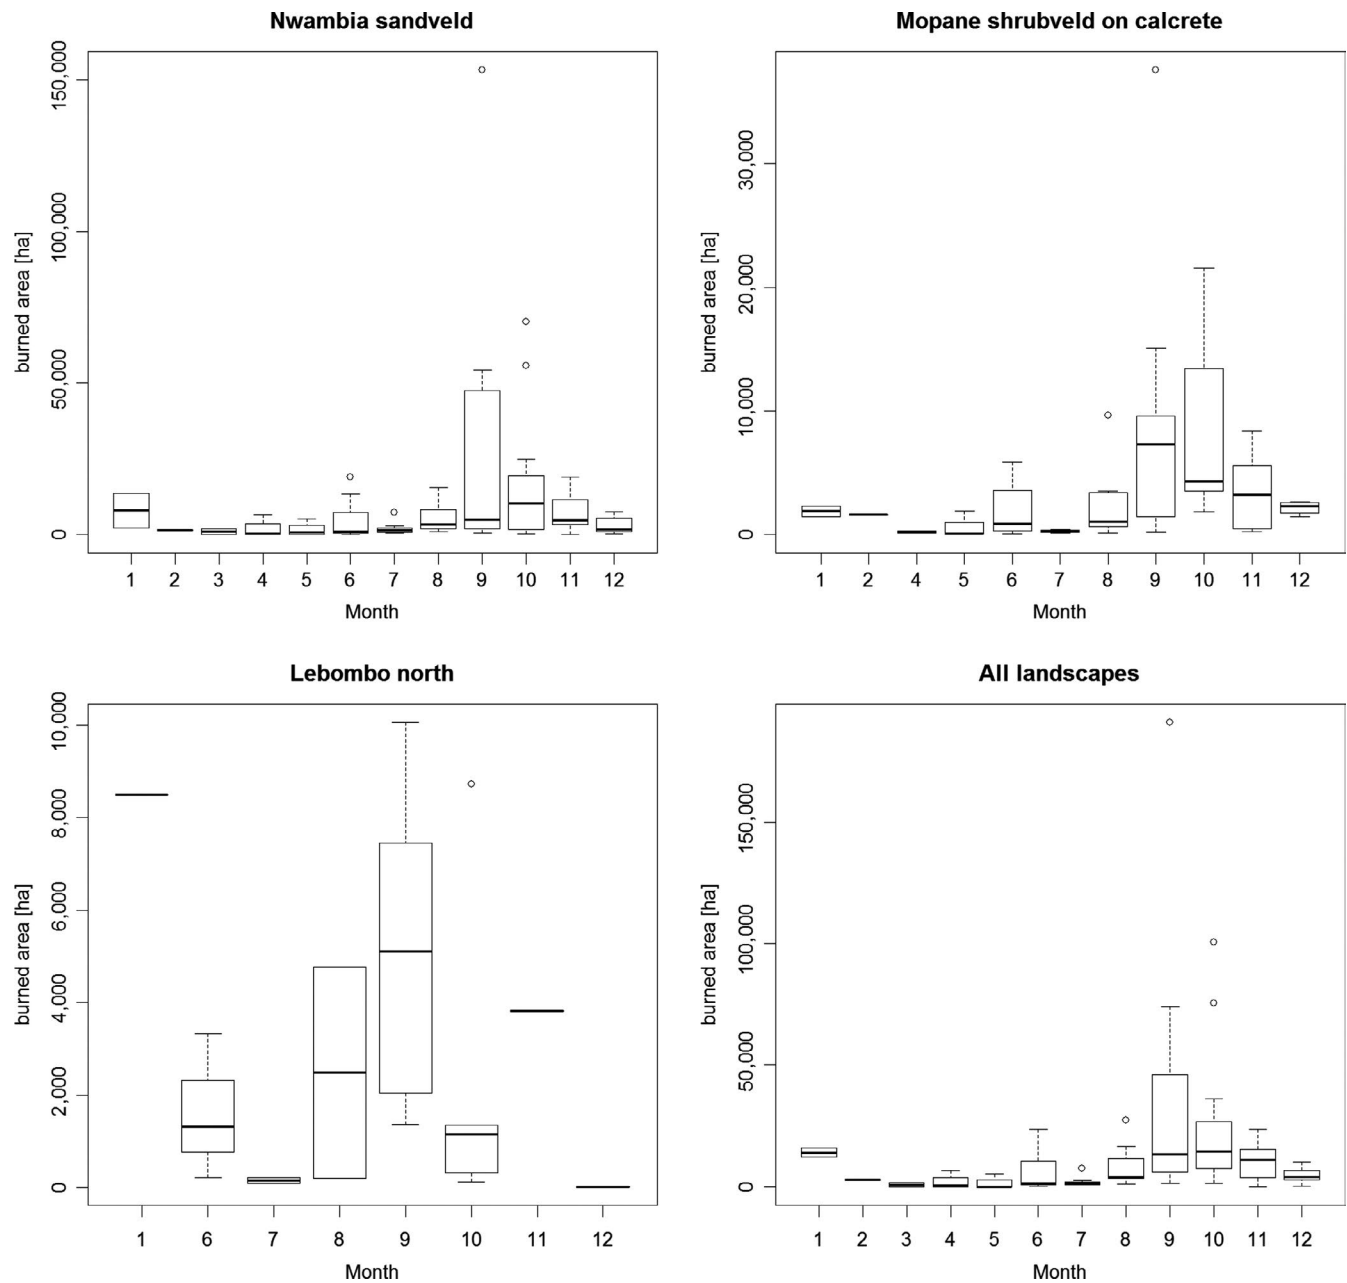 Nwambia sandveld
burned area [ha]
150,000
100,000
50,000
0
1 2 3 4 5 6 7 8 9 10 11 12
Month
Mopane shrubveld on calcrete
burned area [ha]
30,000
20,000
10,000
0
1 2 4 5 6 7 8 9 10 11 12
Month
Lebombo north
burned area [ha]
10,000
8,000
6,000
4,000
2,000
0
1 6 7 8 9 10 11 12
Month
All landscapes
burned area [ha]
150,000
100,000
50,000
0
1 2 3 4 5 6 7 8 9 10 11 12
Month